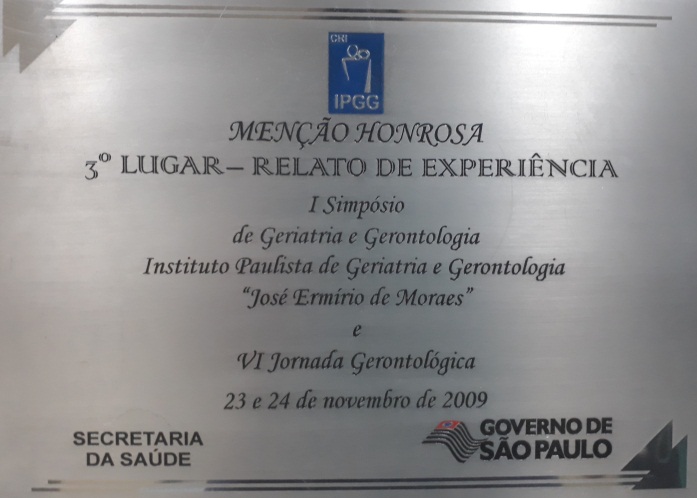 CRI
IPGG
MENÇÃO HONROSA
3º LUGAR – RELATO DE EXPERIÊNCIA
I Simpósio
de Geriatria e Gerontologia
Instituto Paulista de Geriatria e Gerontologia
"José Ermírio de Moraes"
e
VI Jornada Gerontológica
23 e 24 de novembro de 2009
SECRETARIA
DA SAÚDE
GOVERNO DE
SÃO PAULO